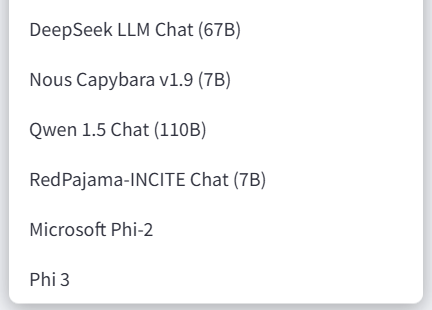 DeepSeek LLM Chat (67B)
Nous Capybara v1.9 (7B)
Qwen 1.5 Chat (110B)
RedPajama-INCITE Chat (7B)
Microsoft Phi-2
Phi 3